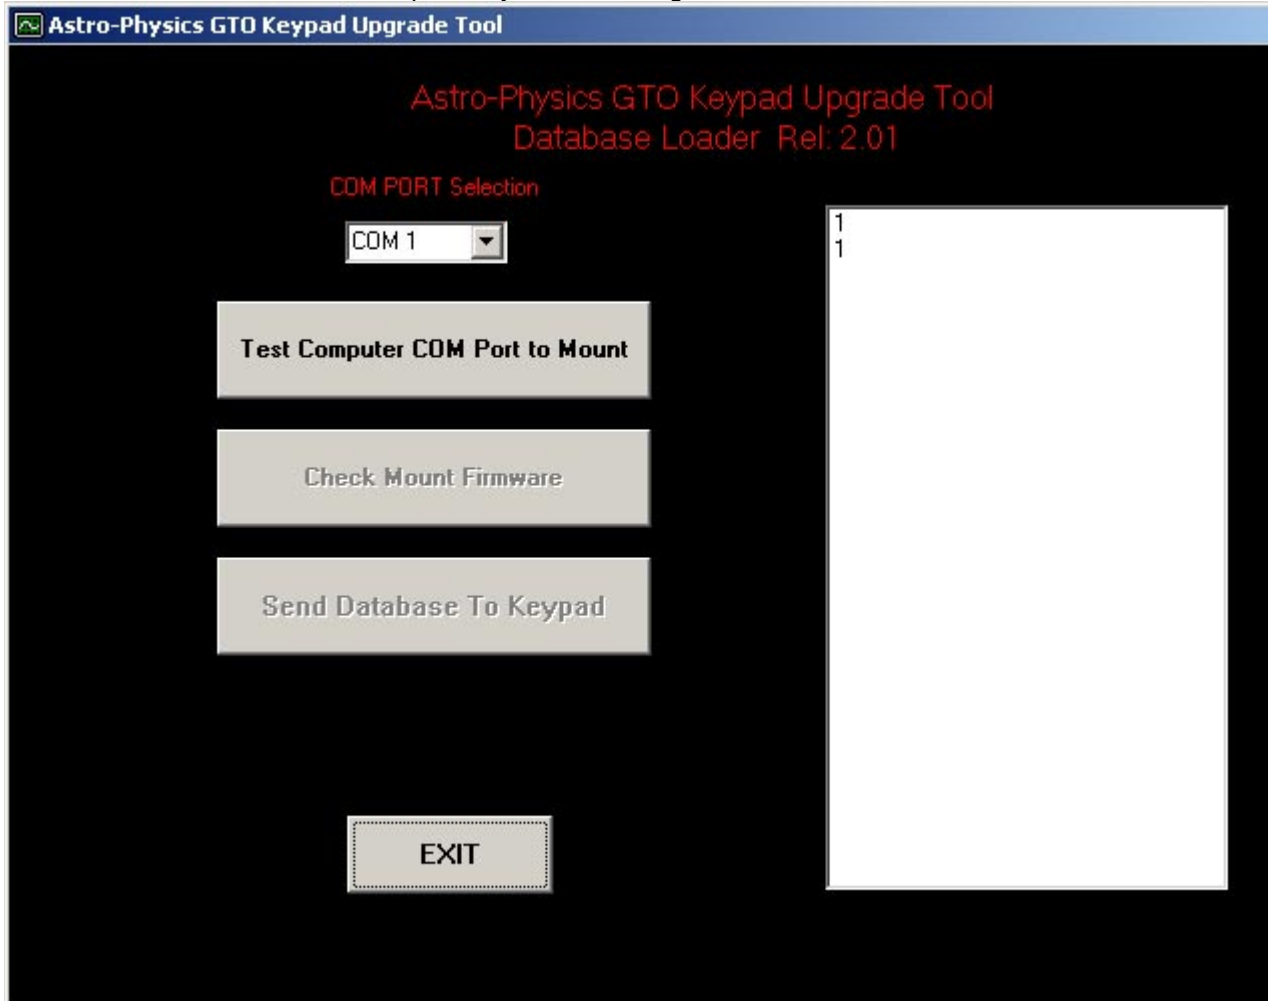 Astro-Physics GTO Keypad Upgrade Tool
Astro-Physics GTO Keypad Upgrade Tool
Database Loader Rel: 2.01
COM PORT Selection
COM 1
1
1
Test Computer COM Port to Mount
Check Mount Firmware
Send Database To Keypad
EXIT